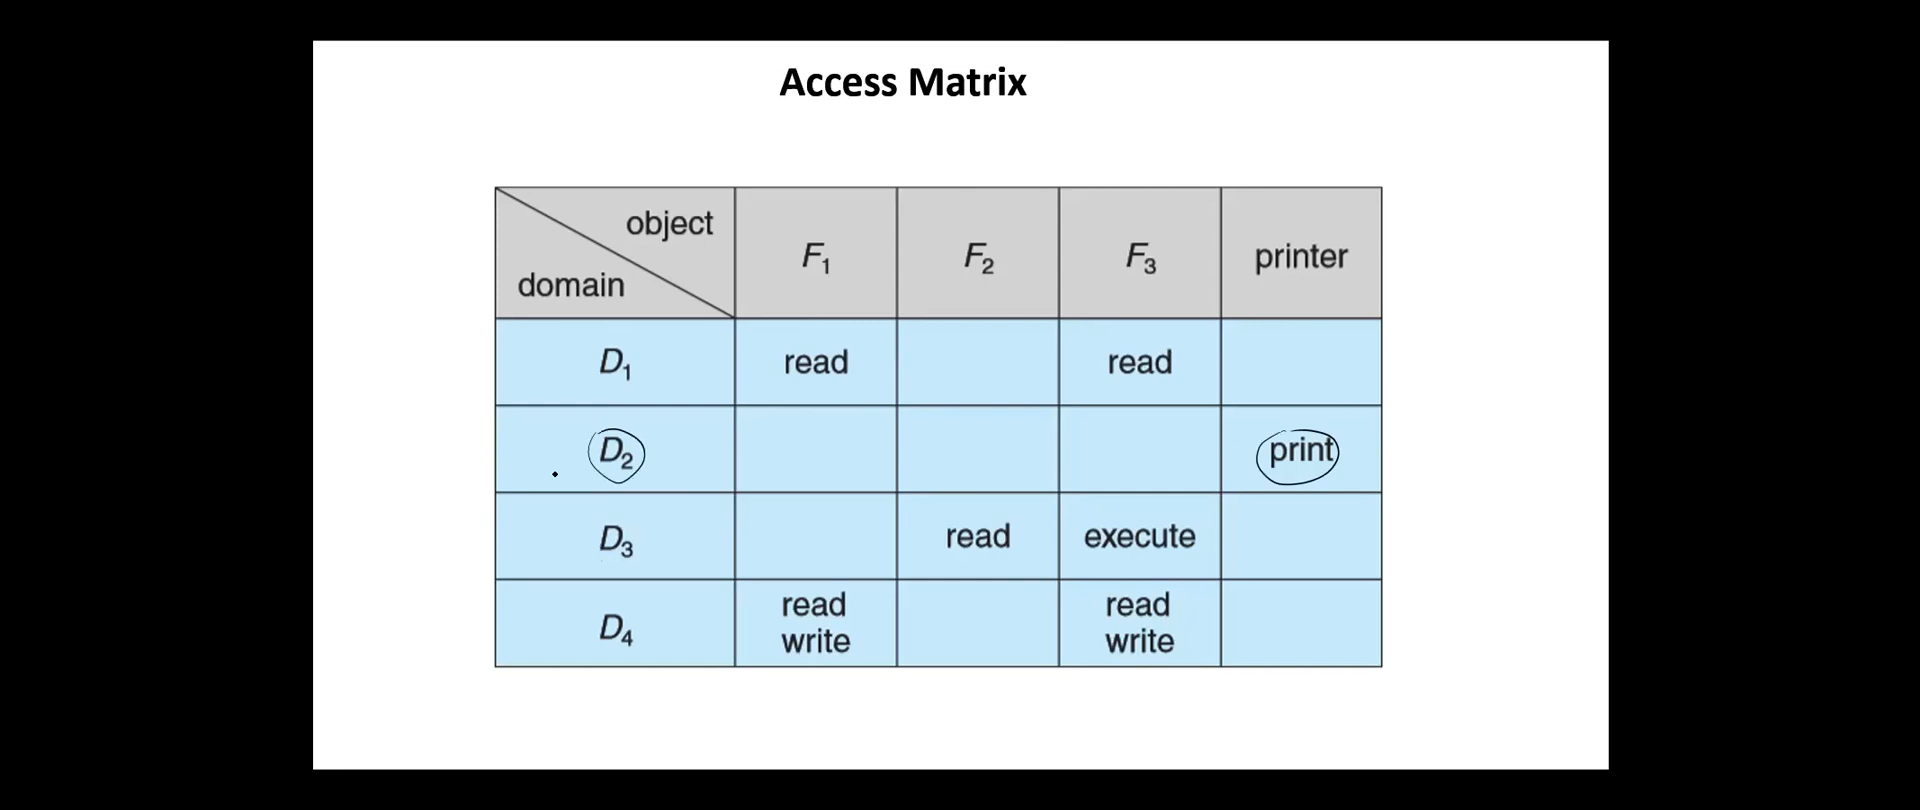 Access Matrix
object
domain
F1 F2 F3 printer
D1 read read
D2 print
D3 read execute
D4 read write read write